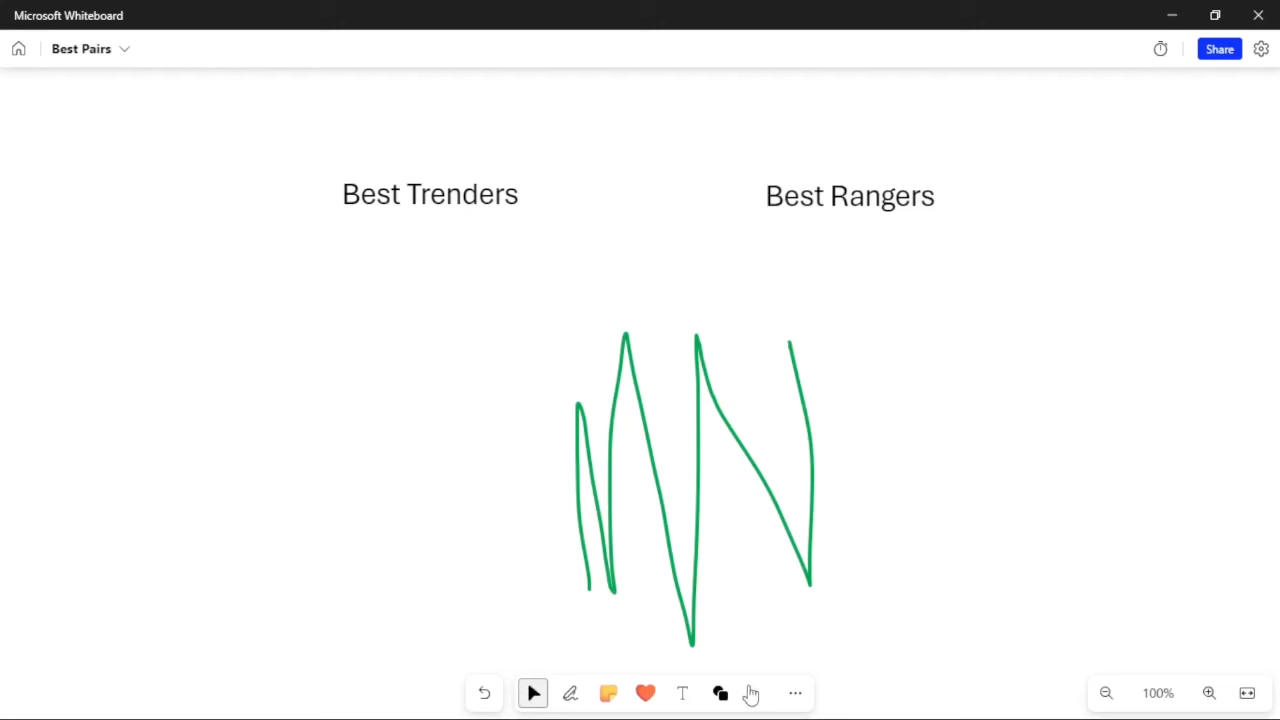 Microsoft Whiteboard
Best Pairs
Share
Best Trenders
Best Rangers
T
100%